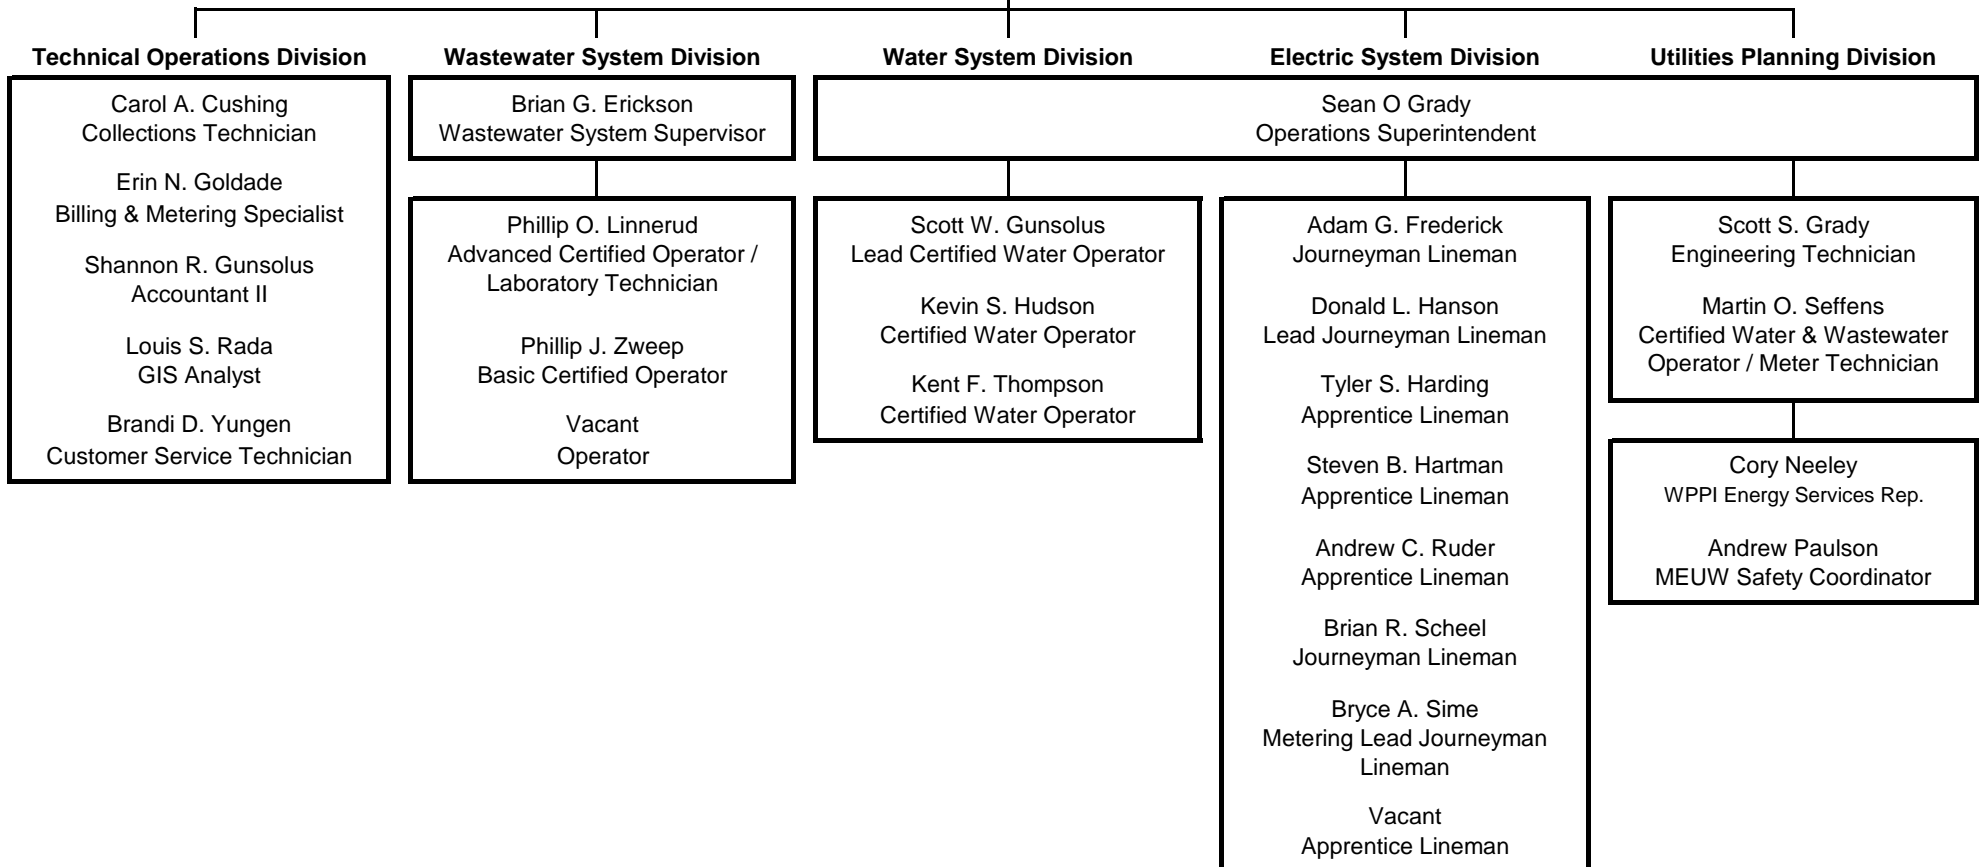 Technical Operations Division
Carol A. Cushing
Collections Technician
Erin N. Goldade
Billing & Metering Specialist
Shannon R. Gunsolus
Accountant II
Louis S. Rada
GIS Analyst
Brandi D. Yungen
Customer Service Technician
Wastewater System Division
Brian G. Erickson
Wastewater System Supervisor
Phillip O. Linnerud
Advanced Certified Operator /
Laboratory Technician
Phillip J. Zweep
Basic Certified Operator
Vacant
Operator
Water System Division
Electric System Division
Utilities Planning Division
Sean O Grady
Operations Superintendent
Scott W. Gunsolus
Lead Certified Water Operator
Kevin S. Hudson
Certified Water Operator
Kent F. Thompson
Certified Water Operator
Adam G. Frederick
Journeyman Lineman
Donald L. Hanson
Lead Journeyman Lineman
Tyler S. Harding
Apprentice Lineman
Steven B. Hartman
Apprentice Lineman
Andrew C. Ruder
Apprentice Lineman
Brian R. Scheel
Journeyman Lineman
Bryce A. Sime
Metering Lead Journeyman
Lineman
Vacant
Apprentice Lineman
Scott S. Grady
Engineering Technician
Martin O. Seffens
Certified Water & Wastewater
Operator / Meter Technician
Cory Neeley
WPPI Energy Services Rep.
Andrew Paulson
MEUW Safety Coordinator